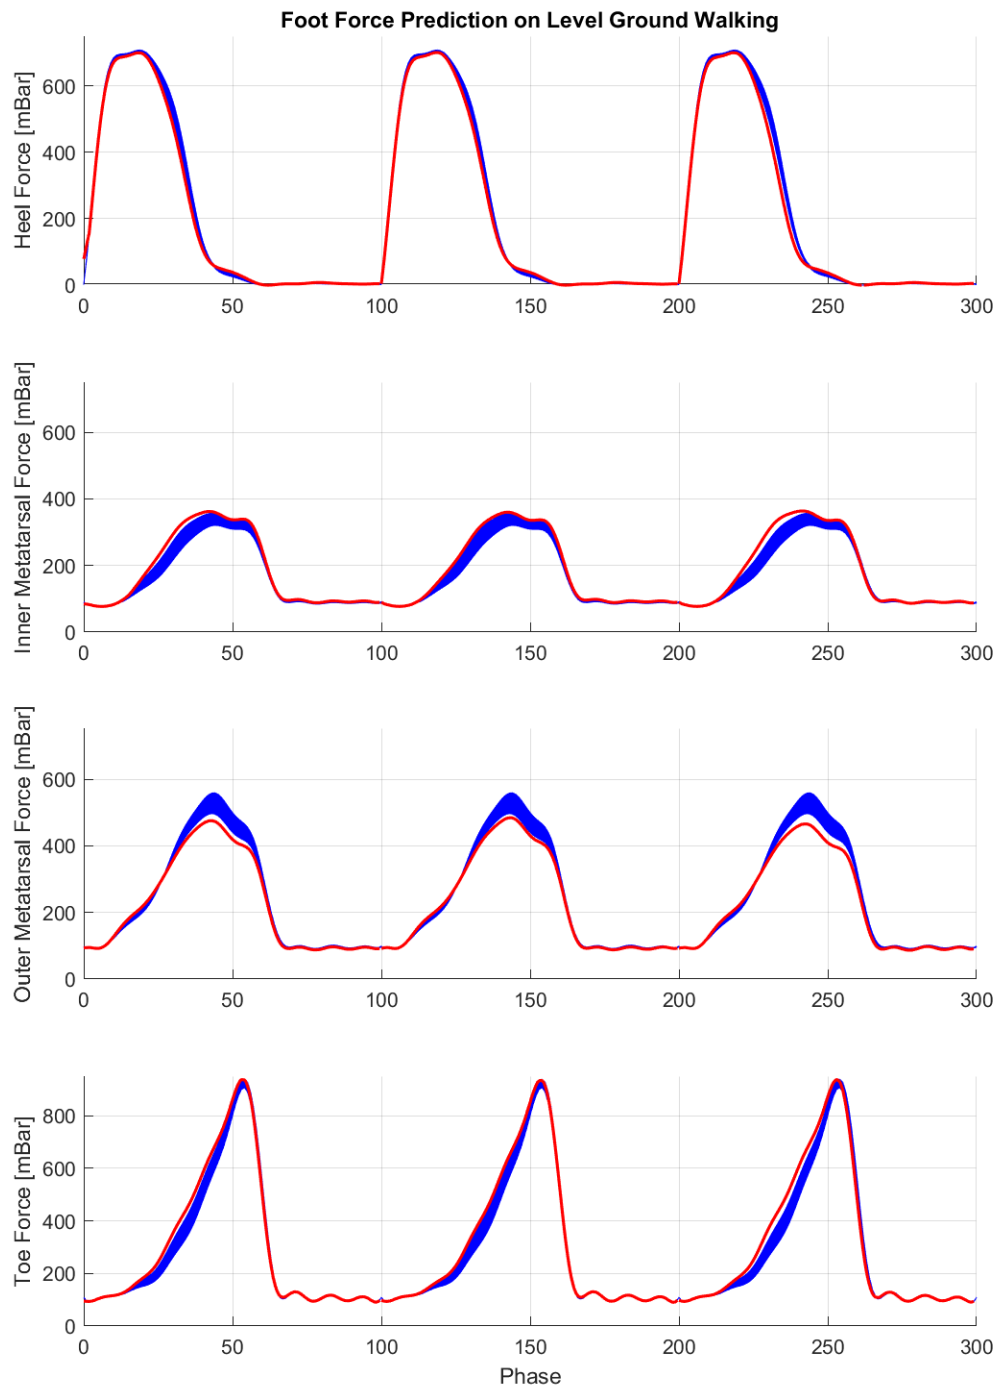 Foot Force Prediction on Level Ground Walking
Heel Force [mBar]
600
400
200
0
0 50 100 150 200 250 300
Inner Metatarsal Force [mBar]
600
400
200
0
0 50 100 150 200 250 300
Outer Metatarsal Force [mBar]
600
400
200
0
0 50 100 150 200 250 300
Toe Force [mBar]
800
600
400
200
0
0 50 100 150 200 250 300
Phase